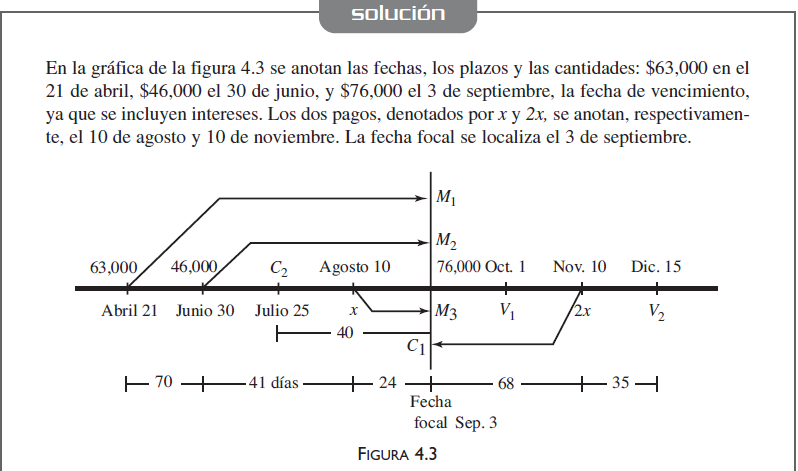 solución
En la gráfica de la figura 4.3 se anotan las fechas, los plazos y las cantidades: $63,000 en el
21 de abril, $46,000 el 30 de junio, y $76,000 el 3 de septiembre, la fecha de vencimiento,
ya que se incluyen intereses. Los dos pagos, denotados por x y 2x, se anotan, respectivamen-
te, el 10 de agosto y 10 de noviembre. La fecha focal se localiza el 3 de septiembre.
M1
M2
63,000 46,000 C2 Agosto 10 76,000 Oct. 1 Nov. 10 Dic. 15
Abril 21 Junio 30 Julio 25 x M3 V1 2x V2
40
C1
70 41 días 24 68 35
Fecha
focal Sep. 3
FIGURA 4.3